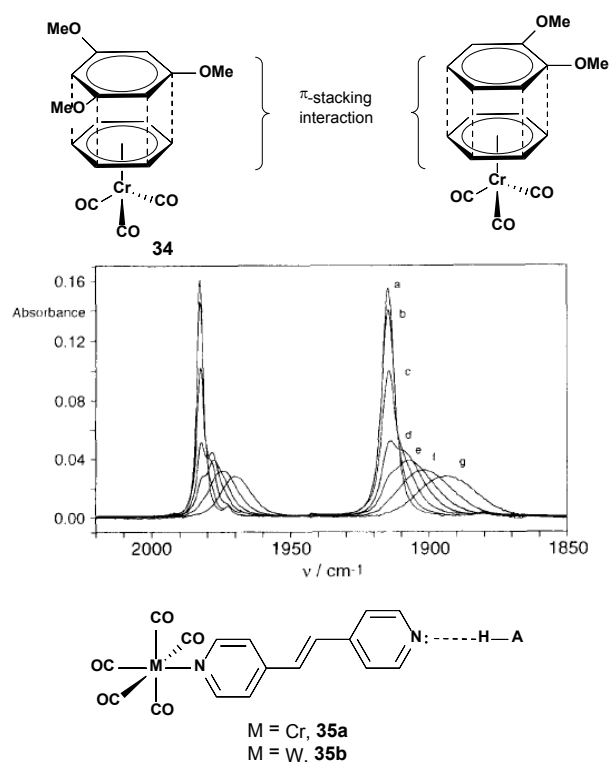 MeO
OMe
MeO
Cr
CO
CO
CO
34
π-stacking
interaction
OMe
OMe
Cr
CO
CO
CO
0.16
Absorbance
0.12
0.08
0.04
0.00
a
b
c
d
e
f
g
2000
1950
1900
1850
ν / cm-1
CO
CO
OC
M
N
OC
CO
N:
H
A
M = Cr, 35a
M = W, 35b